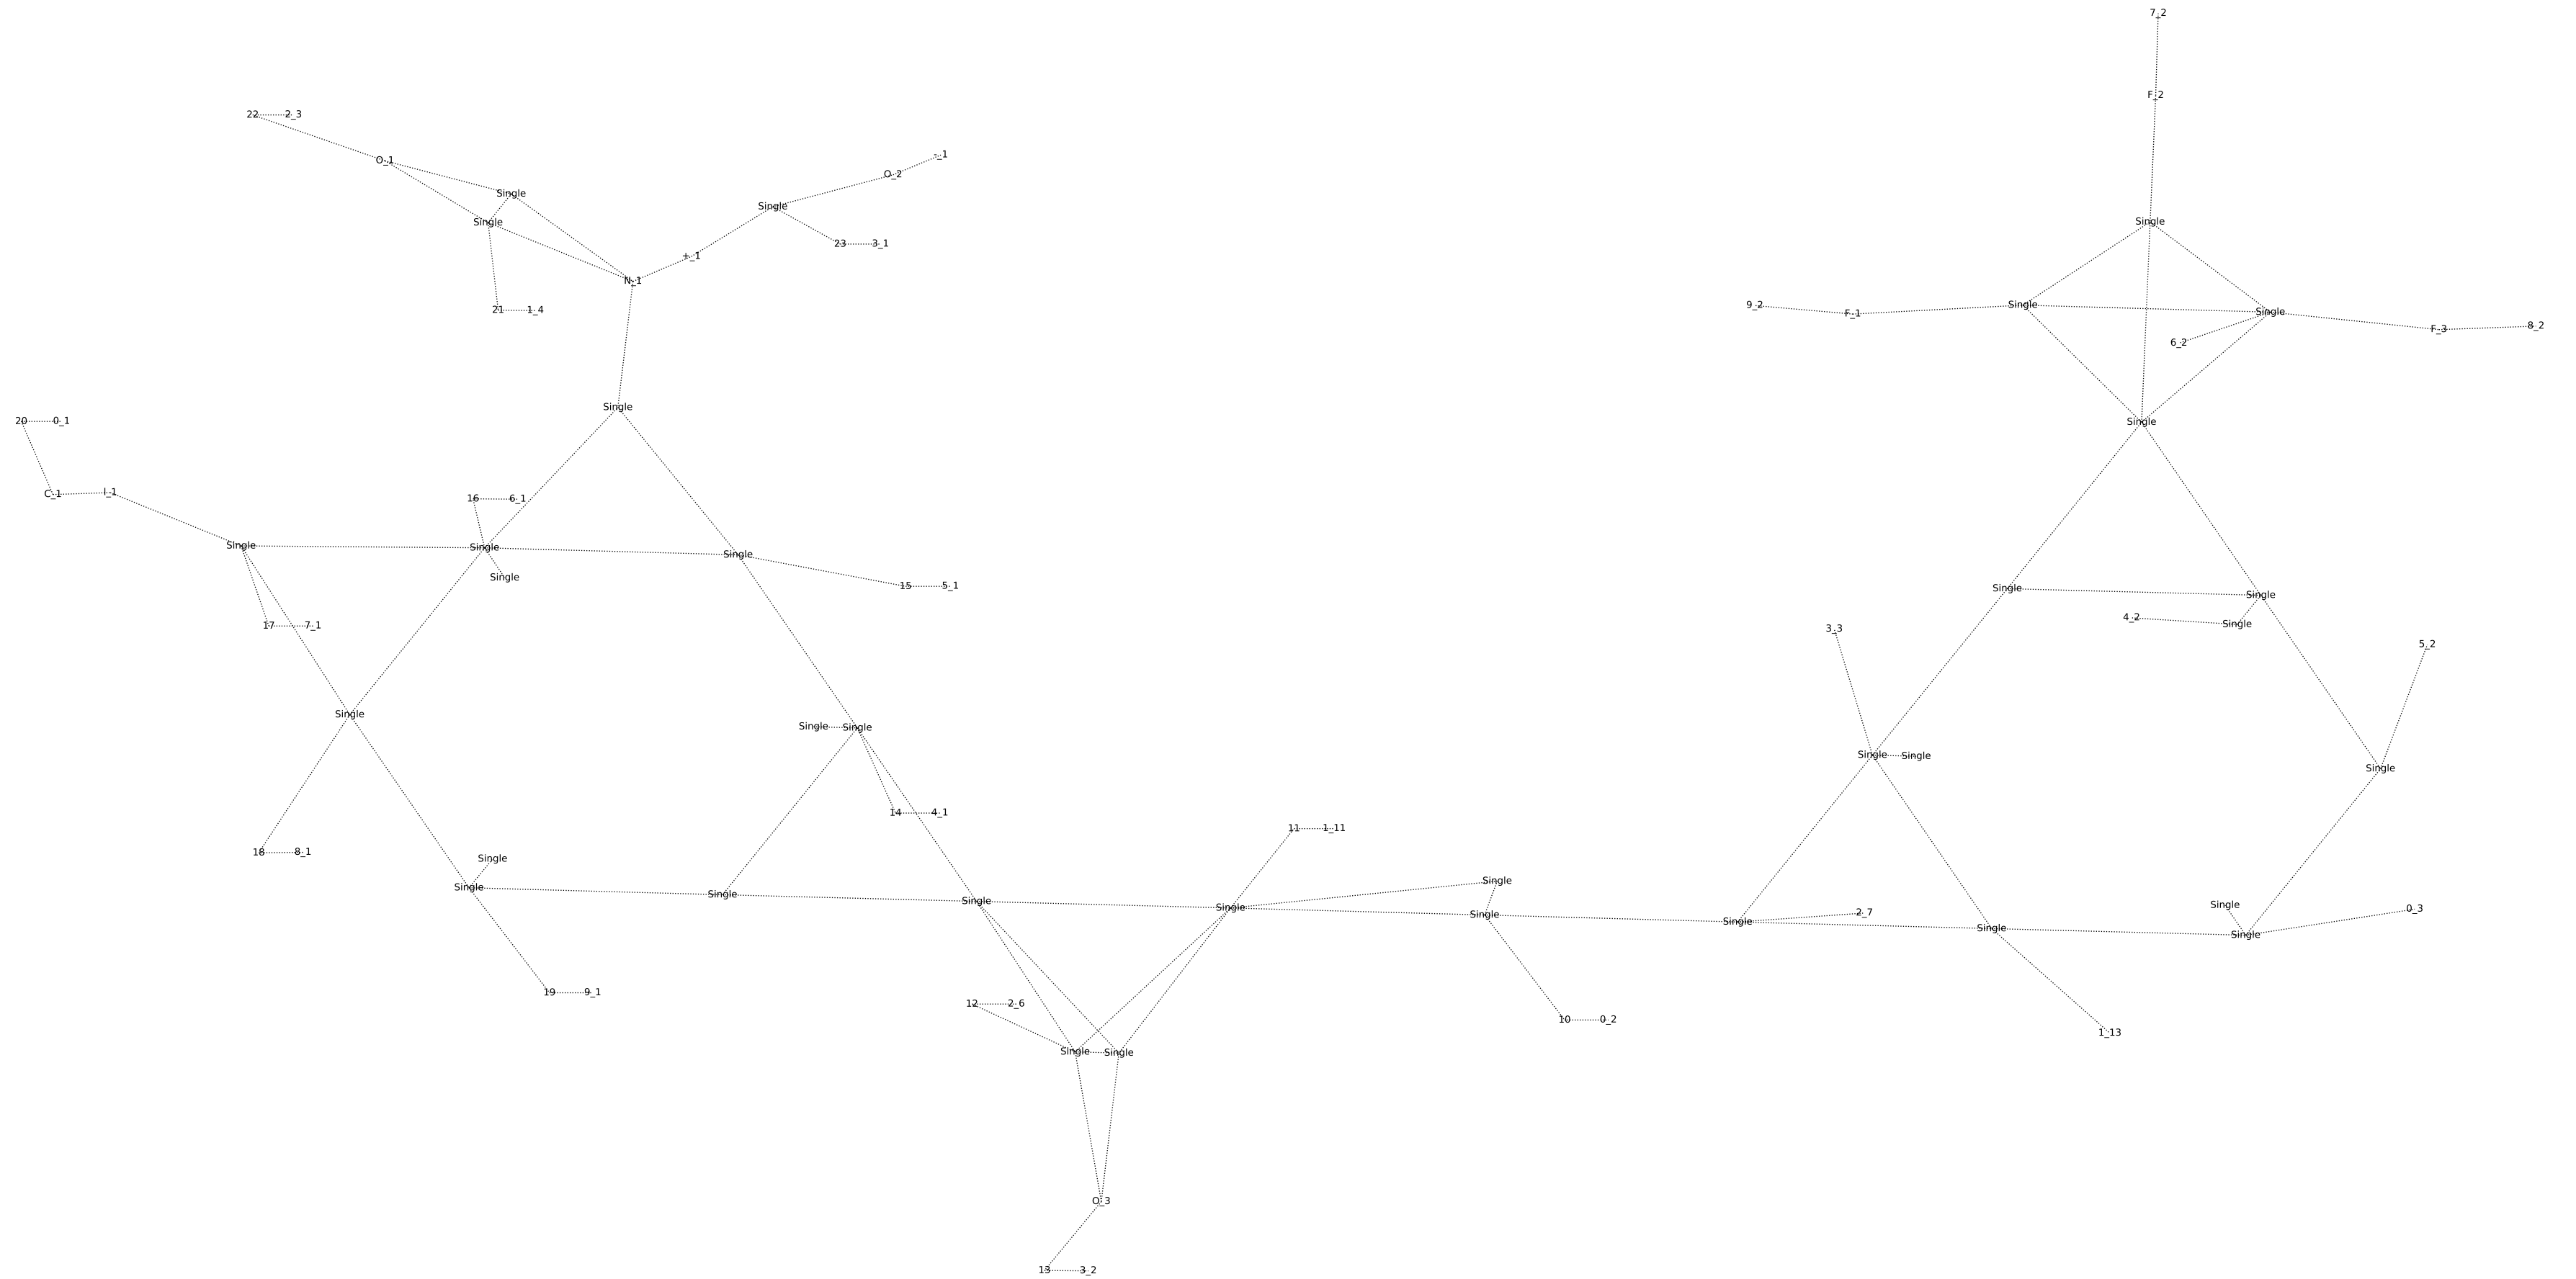 7_2
F_2
22 2_3
-_1
O_1
O_2
Single
Single
Single
Single
23 3_1
+_1
N_1
9_2
Single
21 1_4
Single
F_1
F_3
8_2
6_2
Single
20 0_1
Single
C_1
I_1
16 6_1
Single
Single
Single
Single
15 5_1
Single
Single
4_2
Single
17 7_1
3_3
5_2
Single
Single
Single
Single
Single
Single
14 4_1
11 1_11
18 8_1
Single
Single
Single
Single
Single
Single
Single
Single
0_3
2_7
Single
Single
Single
Single
19 9_1
12 2_6
10 0_2
1_13
Single
Single
O_3
13 3_2